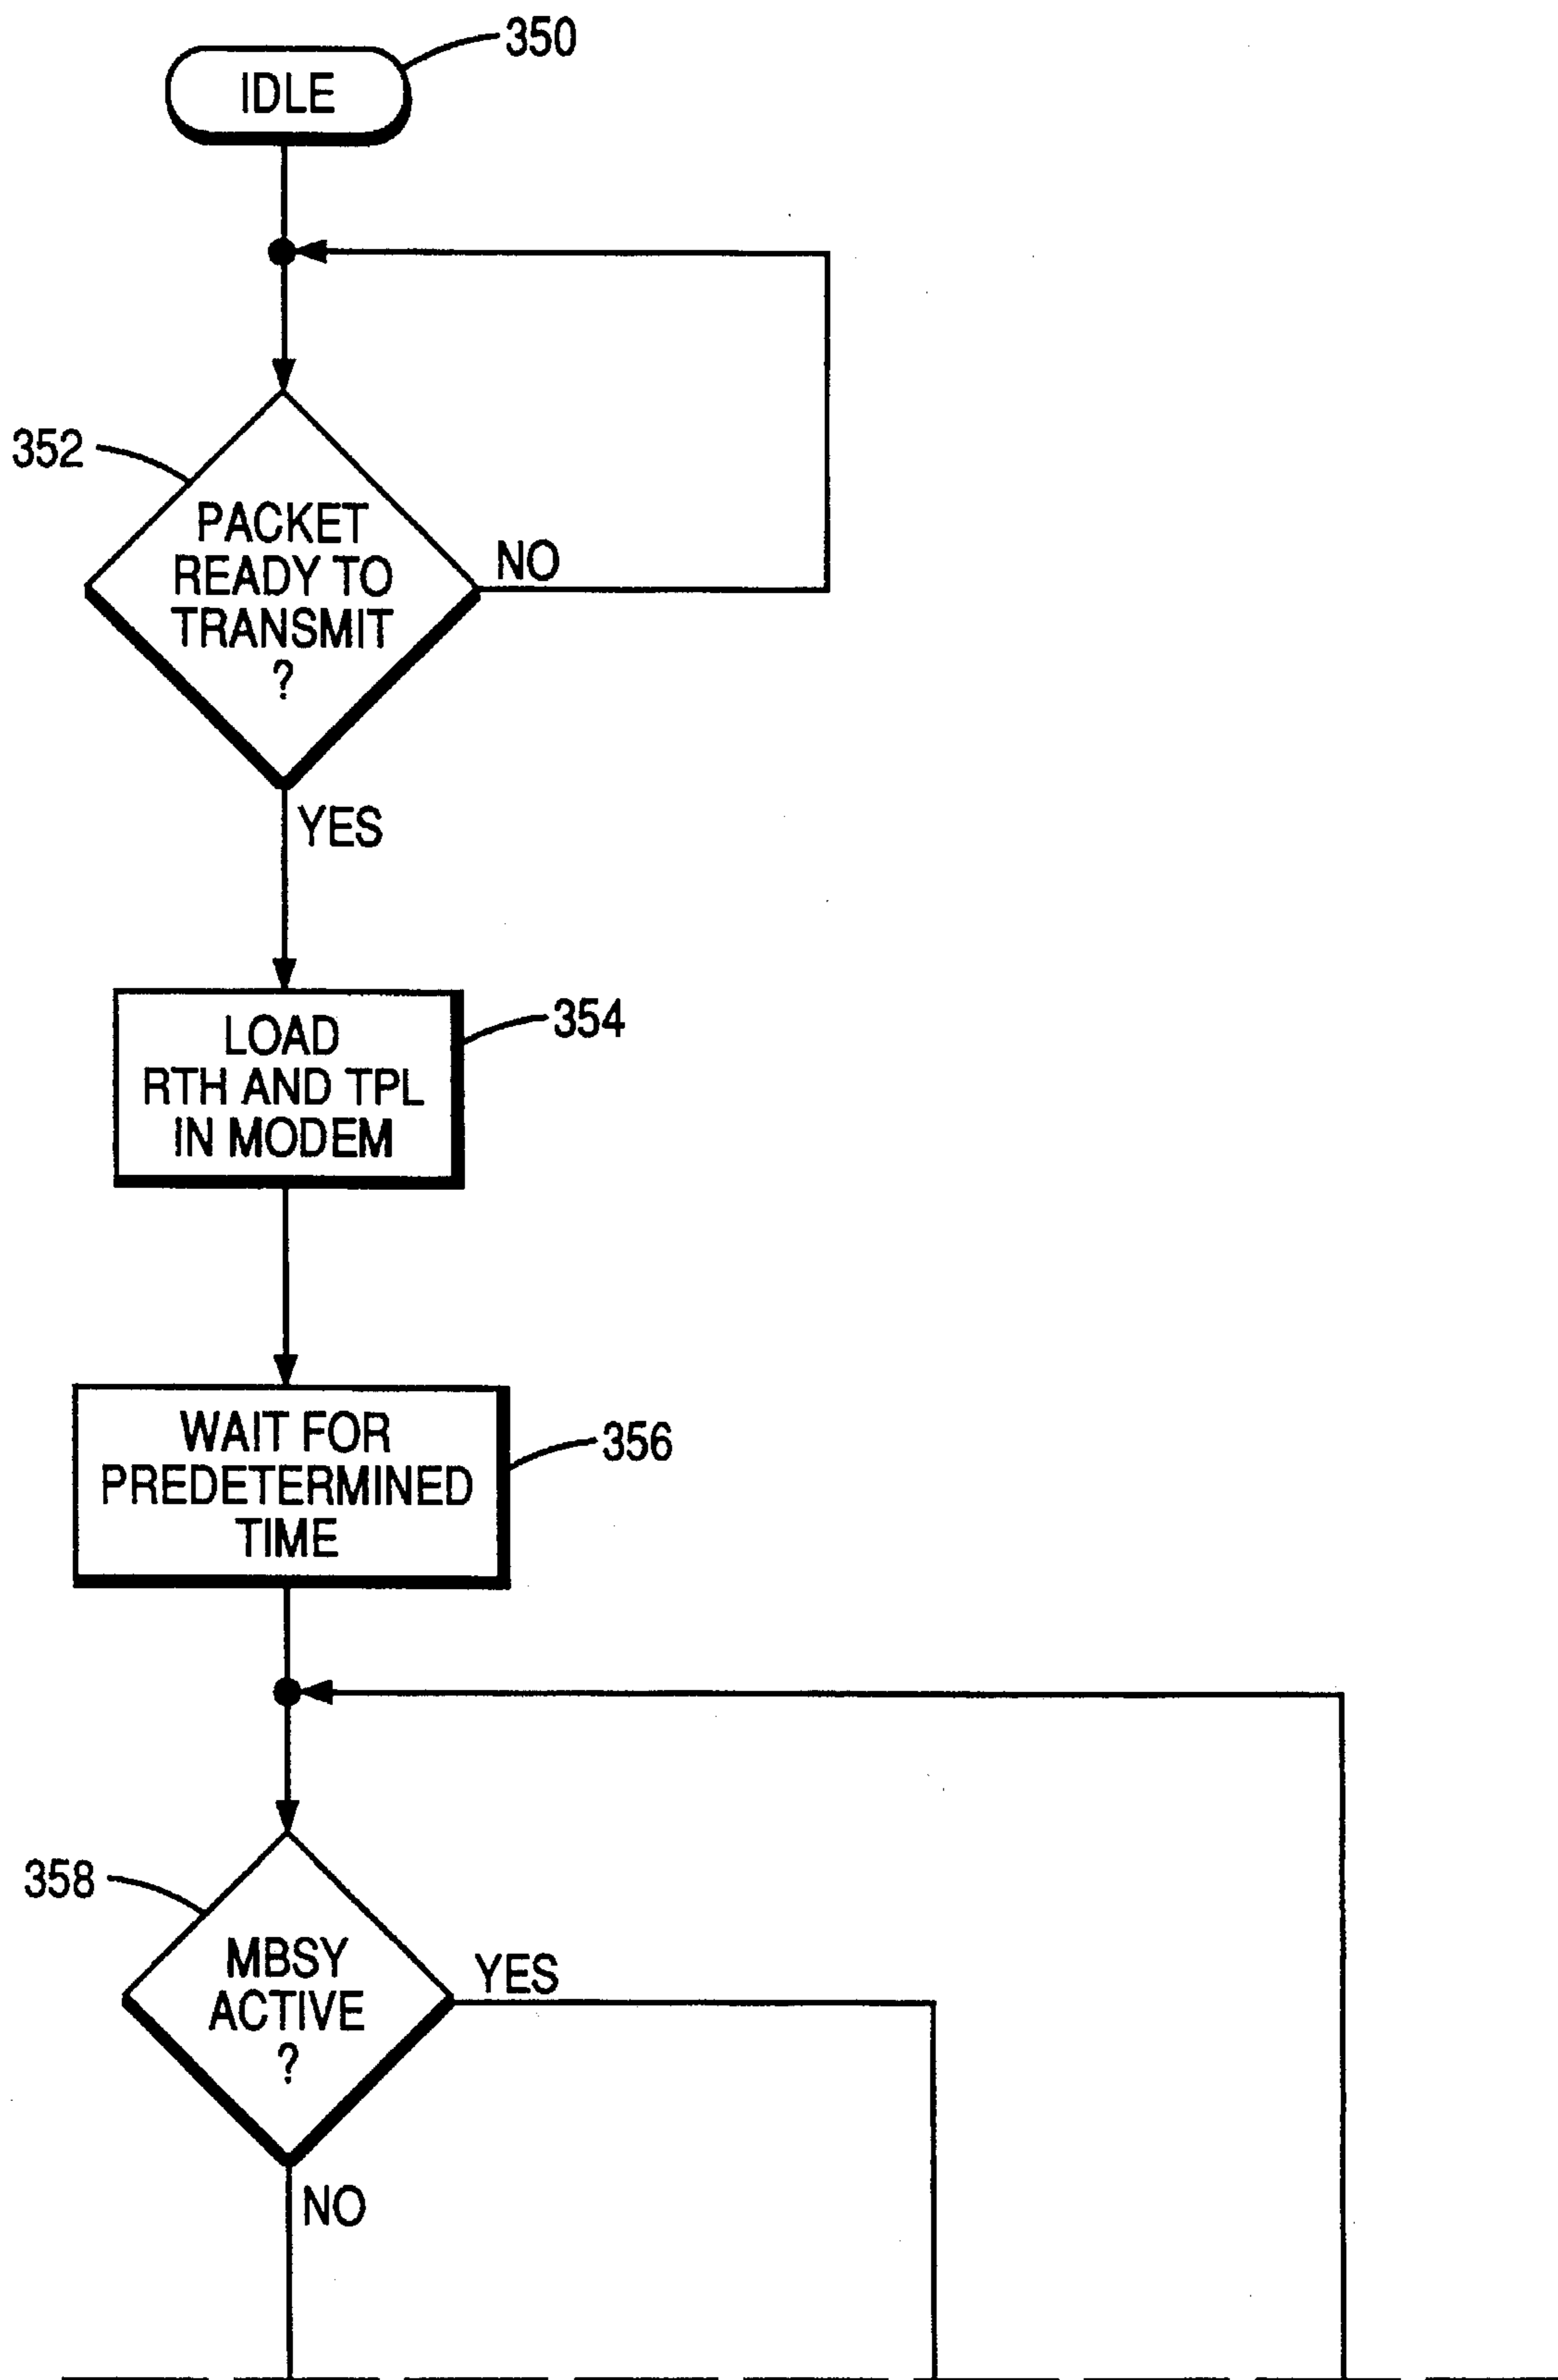 350
IDLE
352
PACKET
READY TO
TRANSMIT
?
NO
YES
354
LOAD
RTH AND TPL
IN MODEM
356
WAIT FOR
PREDETERMINED
TIME
358
MBSY
ACTIVE
?
YES
NO